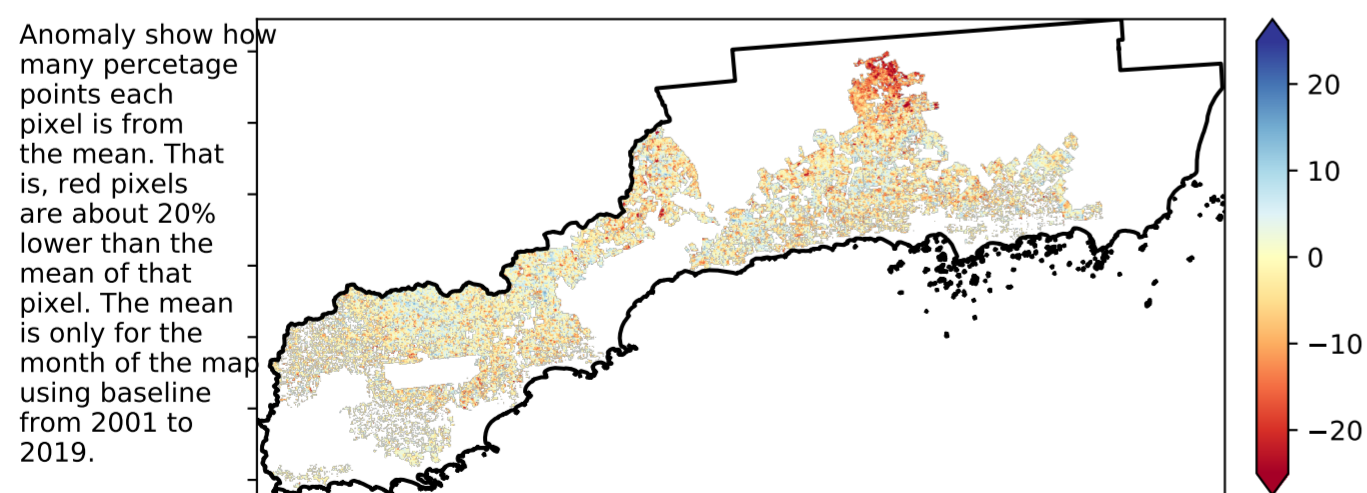 Anomaly show how
many percetage
points each
pixel is from
the mean. That
is, red pixels
are about 20%
lower than the
mean of that
pixel. The mean
is only for the
month of the map
using baseline
from 2001 to
2019.
20
10
0
−10
−20